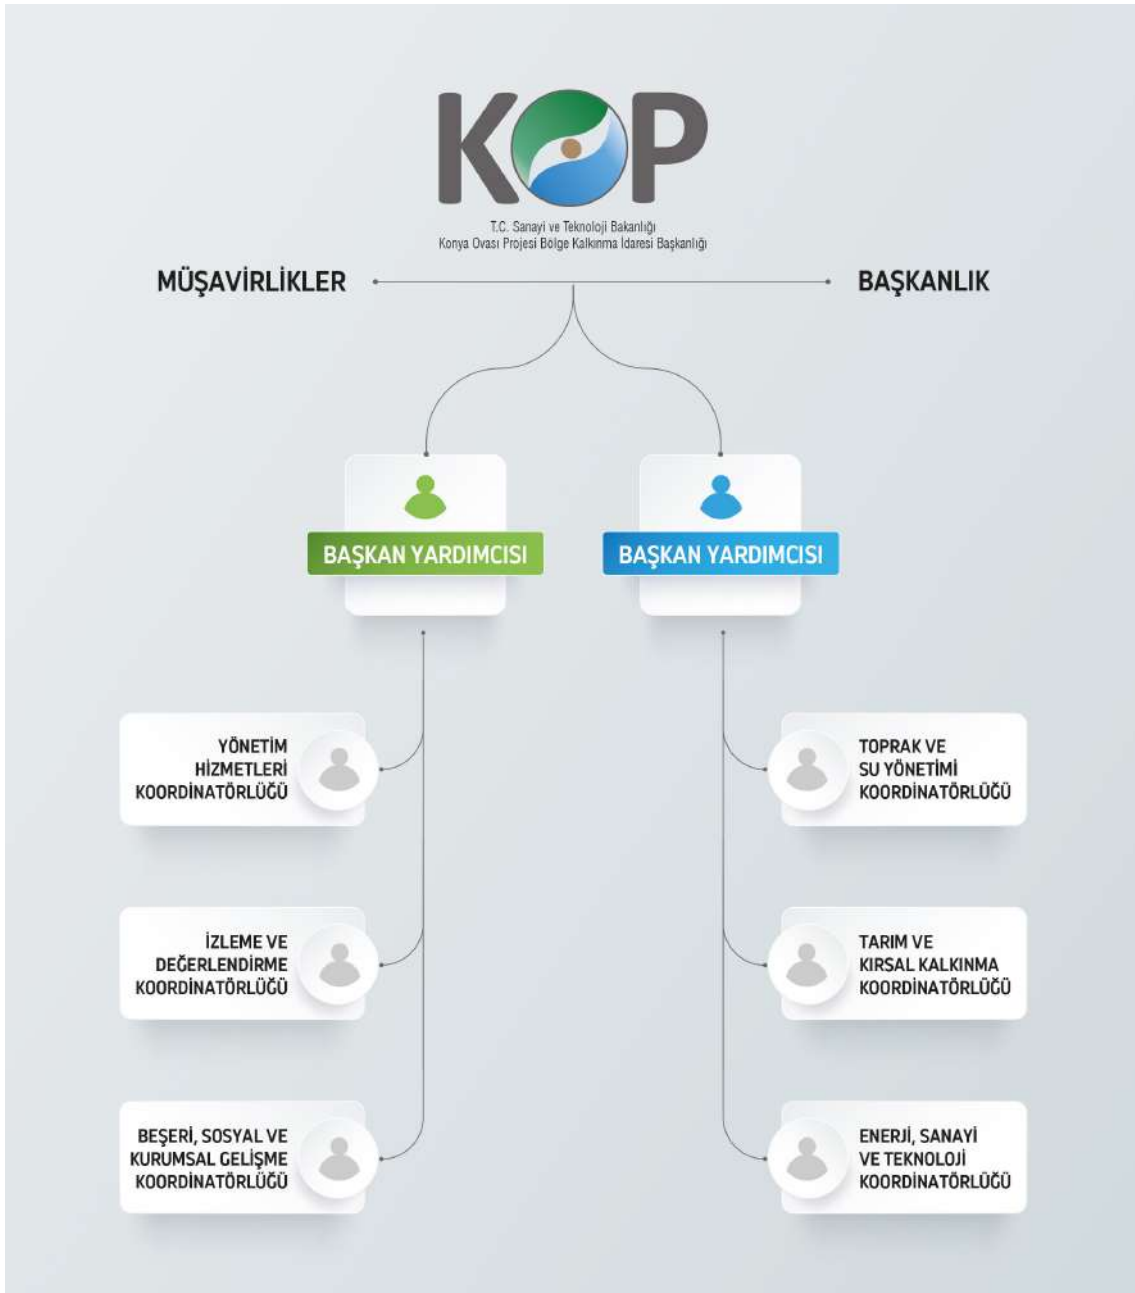 KOP
T.C. Sanayi ve Teknoloji Bakanlığı
Konya Ovası Projesi Bölge Kalkınma İdaresi Başkanlığı
MÜŞAVİRLİKLER
BAŞKANLIK
BAŞKAN YARDIMCISI
BAŞKAN YARDIMCISI
YÖNETİM
HİZMETLERİ
KOORDİNATÖRLÜĞÜ
TOPRAK VE
SU YÖNETİMİ
KOORDİNATÖRLÜĞÜ
İZLEME VE
DEĞERLENDİRME
KOORDİNATÖRLÜĞÜ
TARIM VE
KIRSAL KALKINMA
KOORDİNATÖRLÜĞÜ
BEŞERİ, SOSYAL VE
KURUMSAL GELİŞME
KOORDİNATÖRLÜĞÜ
ENERJİ, SANAYİ
VE TEKNOLOJİ
KOORDİNATÖRLÜĞÜ